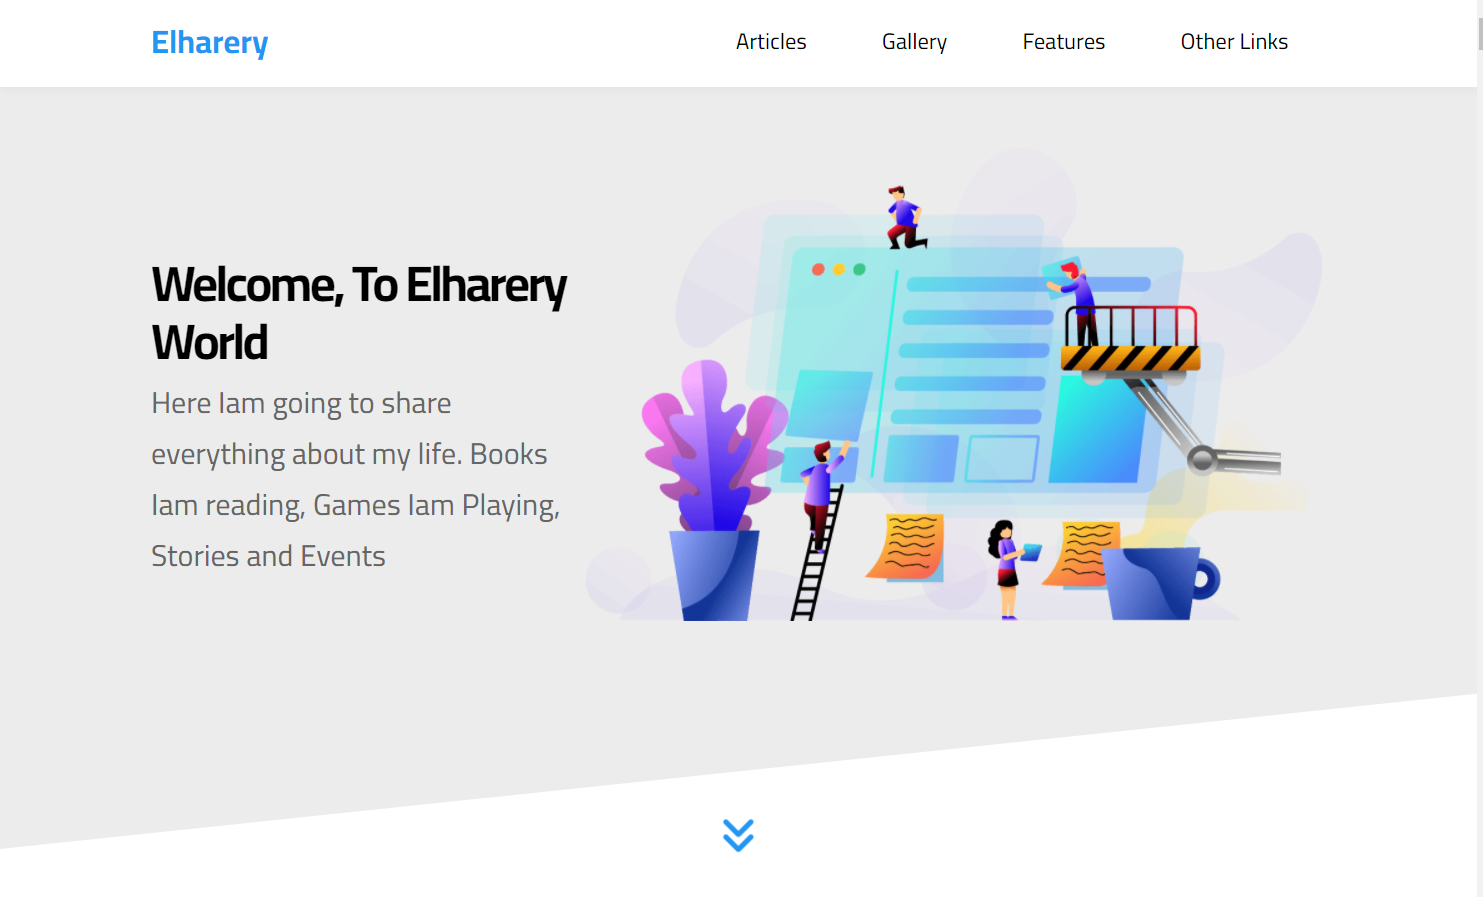 Elharery
Articles Gallery Features Other Links
Welcome, To Elharery
World
Here Iam going to share
everything about my life. Books
Iam reading, Games Iam Playing,
Stories and Events